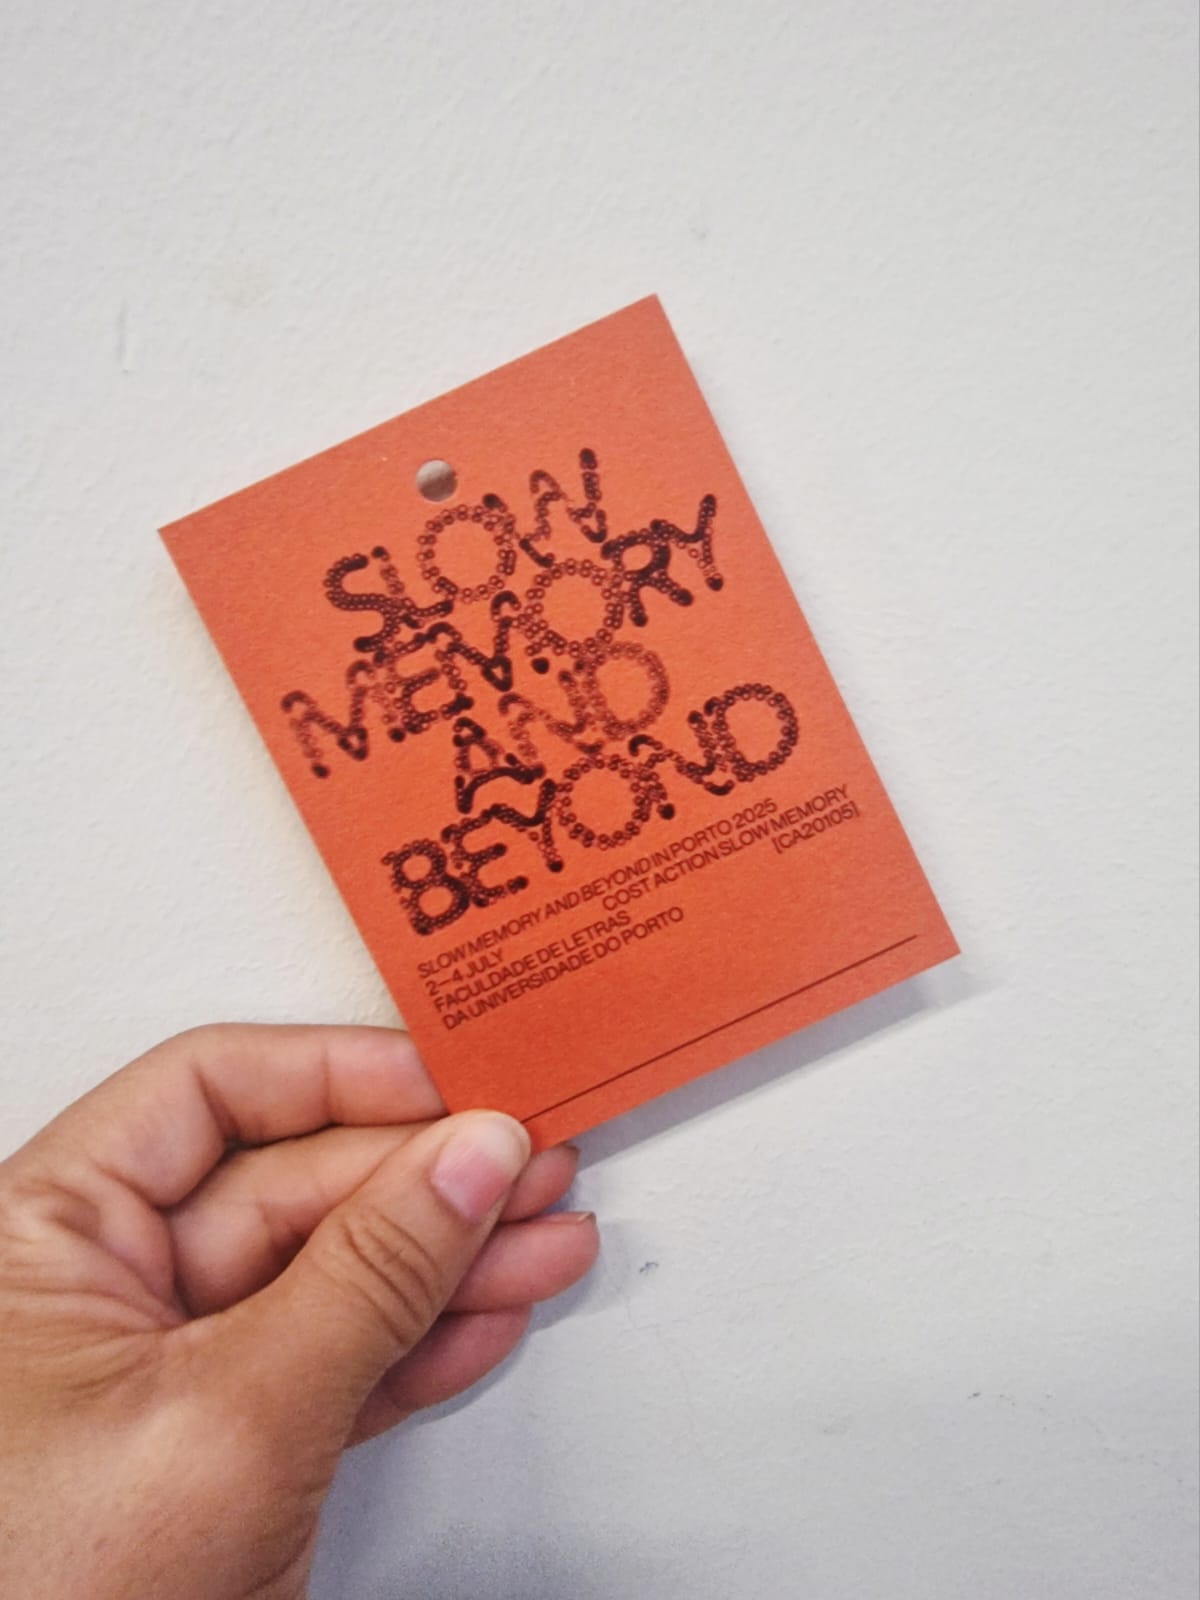 SLOW
MEMORY
AND
BEYOND
SLOW MEMORY AND BEYOND IN PORTO 2025
2—4 JULY
COST ACTION SLOW MEMORY
[CA20105]
FACULDADE DE LETRAS
DA UNIVERSIDADE DO PORTO